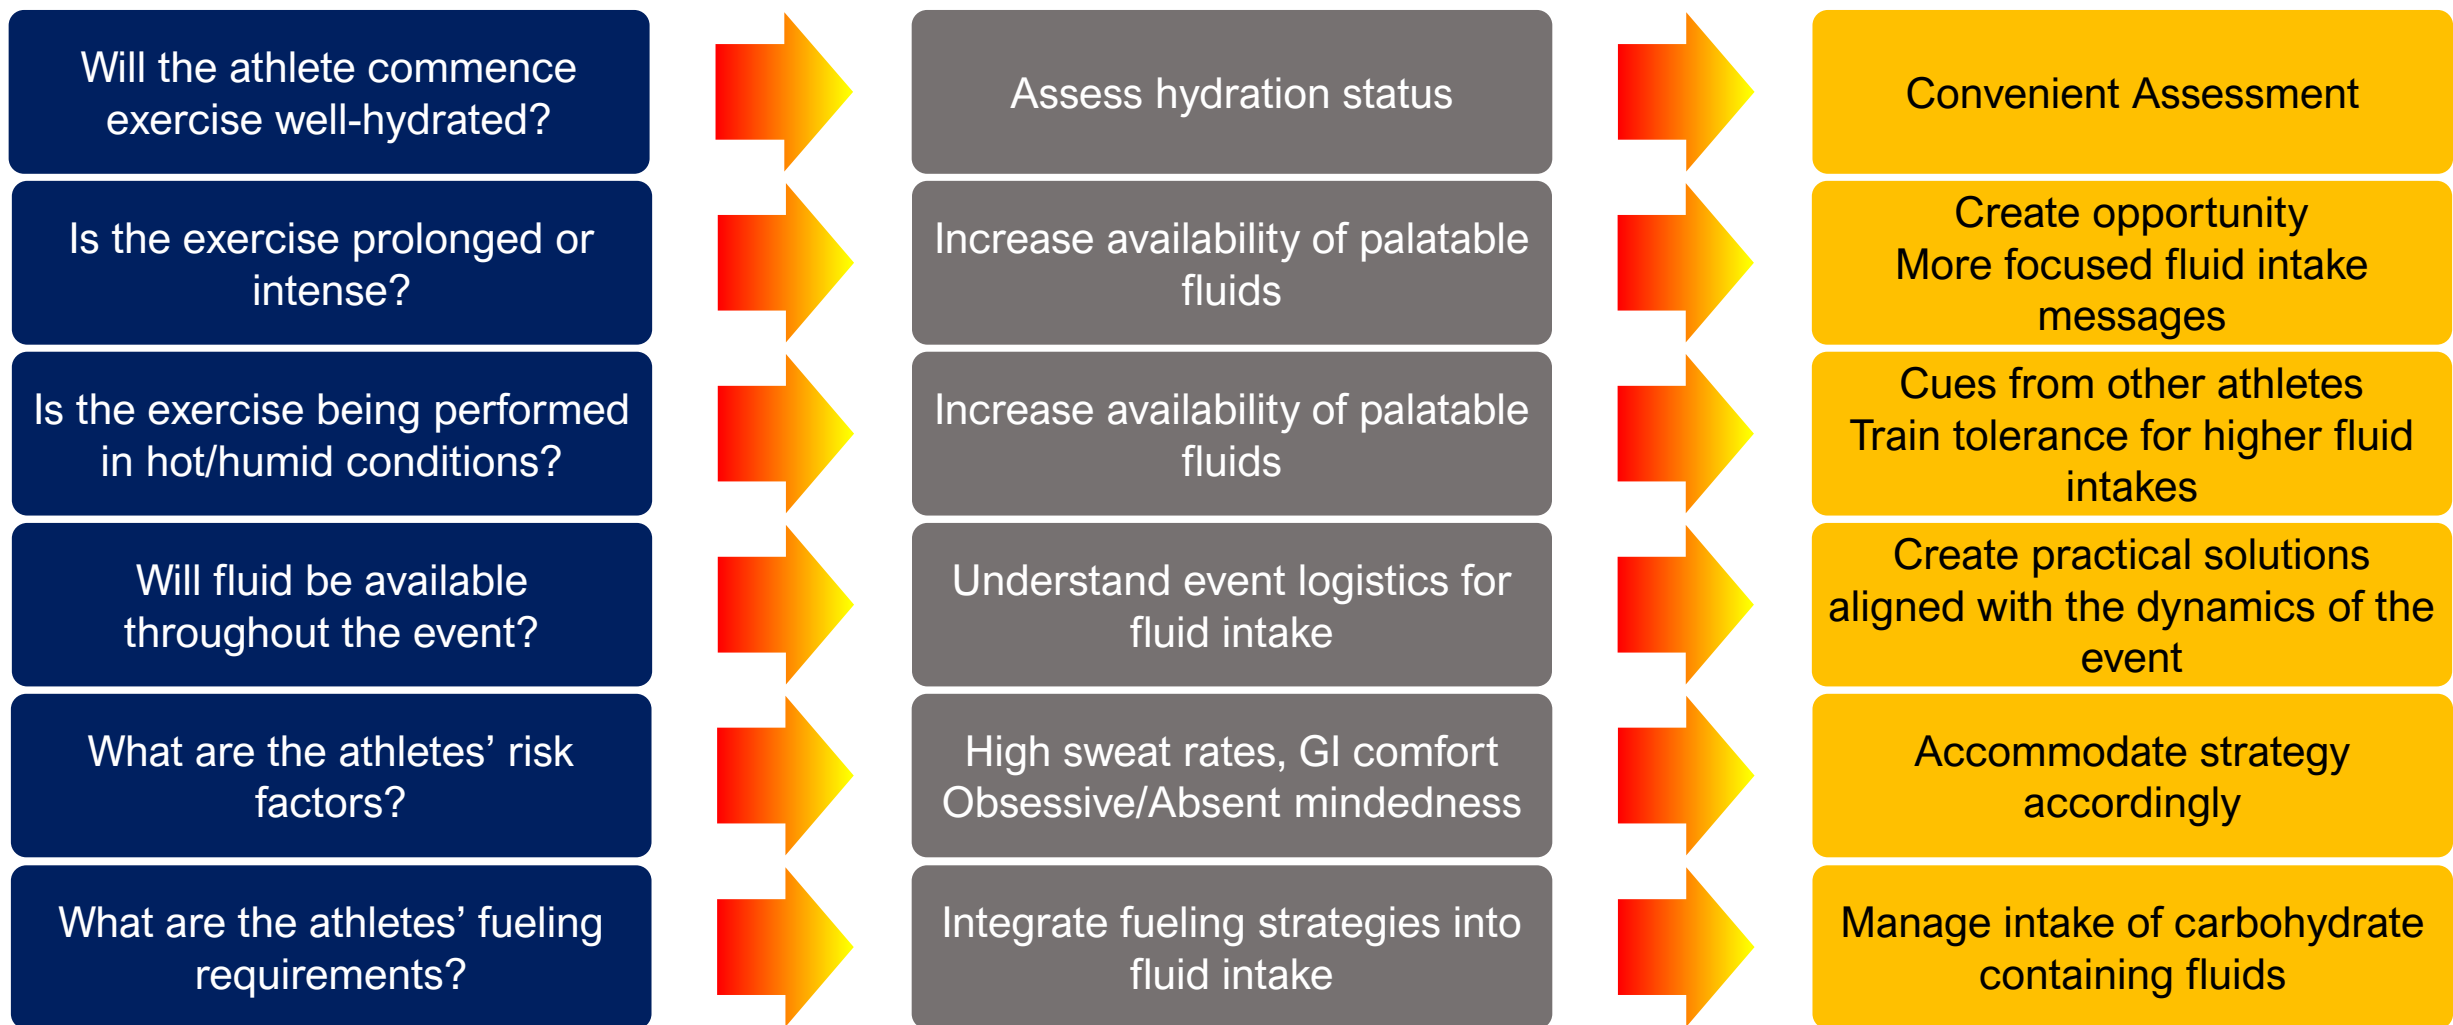 Will the athlete commence
exercise well-hydrated?
Assess hydration status
Convenient Assessment
Is the exercise prolonged or
intense?
Increase availability of palatable
fluids
Create opportunity
More focused fluid intake
messages
Is the exercise being performed
in hot/humid conditions?
Increase availability of palatable
fluids
Cues from other athletes
Train tolerance for higher fluid
intakes
Will fluid be available
throughout the event?
Understand event logistics for
fluid intake
Create practical solutions
aligned with the dynamics of the
event
What are the athletes’ risk
factors?
High sweat rates, GI comfort
Obsessive/Absent mindedness
Accommodate strategy
accordingly
What are the athletes’ fueling
requirements?
Integrate fueling strategies into
fluid intake
Manage intake of carbohydrate
containing fluids